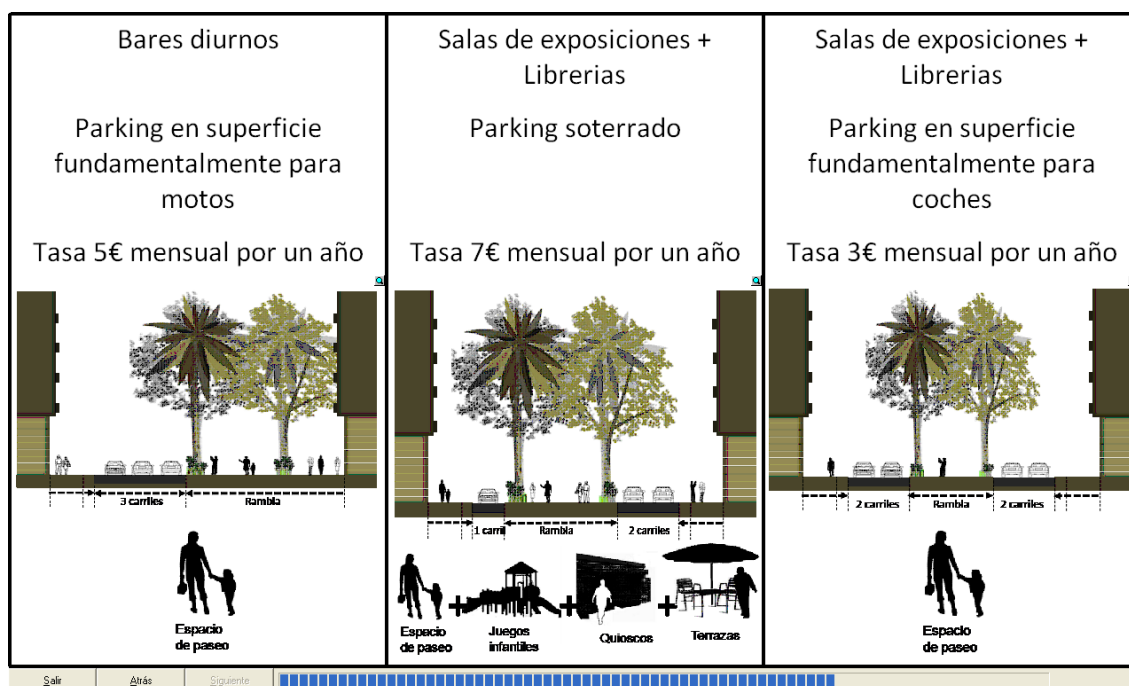 Bares diurnos
Parking en superficie
fundamentalmente para
motos
Tasa 5€ mensual por un año
3 carriles
Rambla
Espacio
de paseo
Salas de exposiciones +
Librerias
Parking soterrado
Tasa 7€ mensual por un año
1 carril
Rambla
2 carriles
Espacio
de paseo
+
Juegos
infantiles
+
Quioscos
+
Terrazas
Salas de exposiciones +
Librerias
Parking en superficie
fundamentalmente para
coches
Tasa 3€ mensual por un año
2 carriles
Rambla
2 carriles
Espacio
de paseo
Salir
Atrás
Siguiente